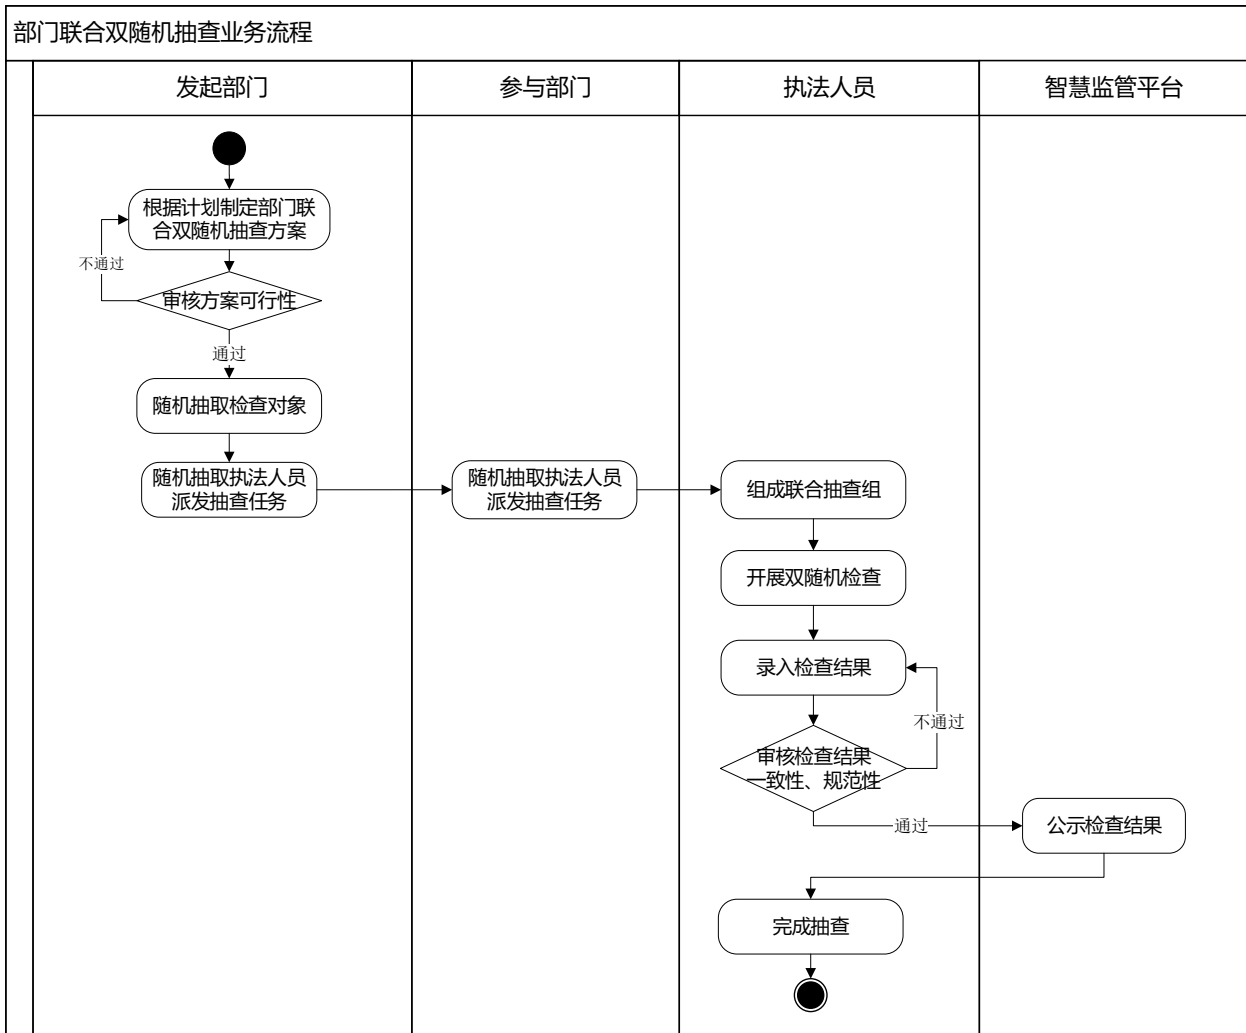 部门联合双随机抽查业务流程
发起部门
参与部门
执法人员
智慧监管平台
根据计划制定部门联
合双随机抽查方案
不通过
审核方案可行性
通过
随机抽取检查对象
随机抽取执法人员
派发抽查任务
随机抽取执法人员
派发抽查任务
组成联合抽查组
开展双随机检查
录入检查结果
不通过
审核检查结果
一致性、规范性
通过
公示检查结果
完成抽查